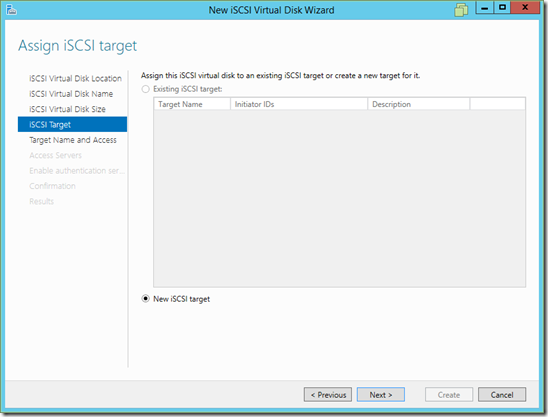 New iSCSI Virtual Disk Wizard
Assign iSCSI target
iSCSI Virtual Disk Location
iSCSI Virtual Disk Name
iSCSI Virtual Disk Size
iSCSI Target
Target Name and Access
Access Servers
Enable authentication ser...
Confirmation
Results
Assign this iSCSI virtual disk to an existing iSCSI target or create a new target for it.
Existing iSCSI target:
Target Name Initiator IDs Description
New iSCSI target
< Previous Next > Create Cancel